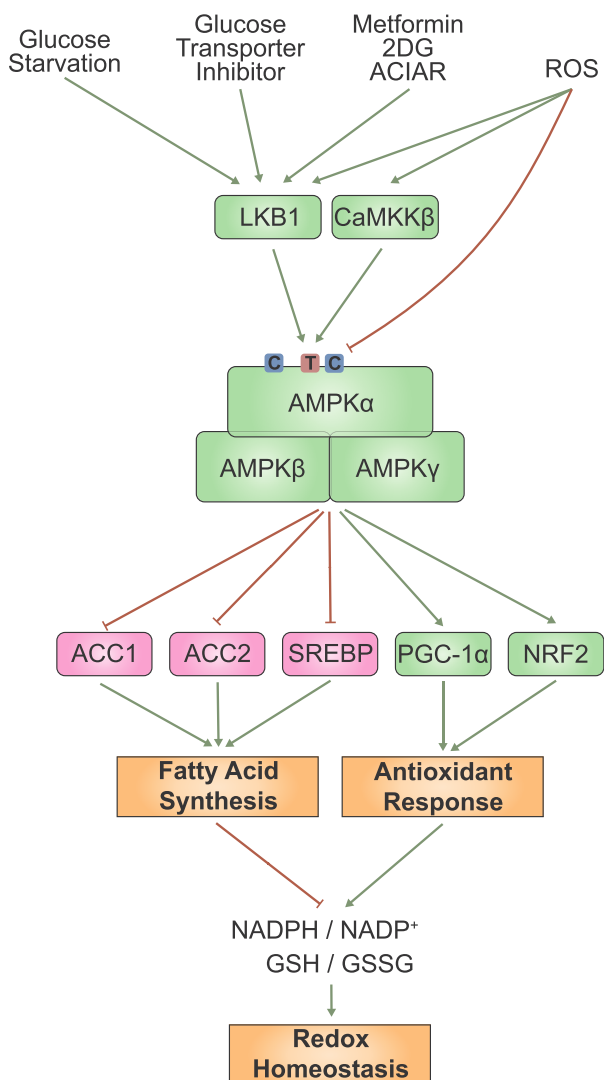 Glucose
Starvation
Glucose
Transporter
Inhibitor
Metformin
2DG
ACIAR
ROS
LKB1
CaMKKβ
C
T
C
AMPKα
AMPKβ
AMPKγ
ACC1
ACC2
SREBP
PGC-1α
NRF2
Fatty Acid
Synthesis
Antioxidant
Response
NADPH / NADP⁺
GSH / GSSG
Redox
Homeostasis